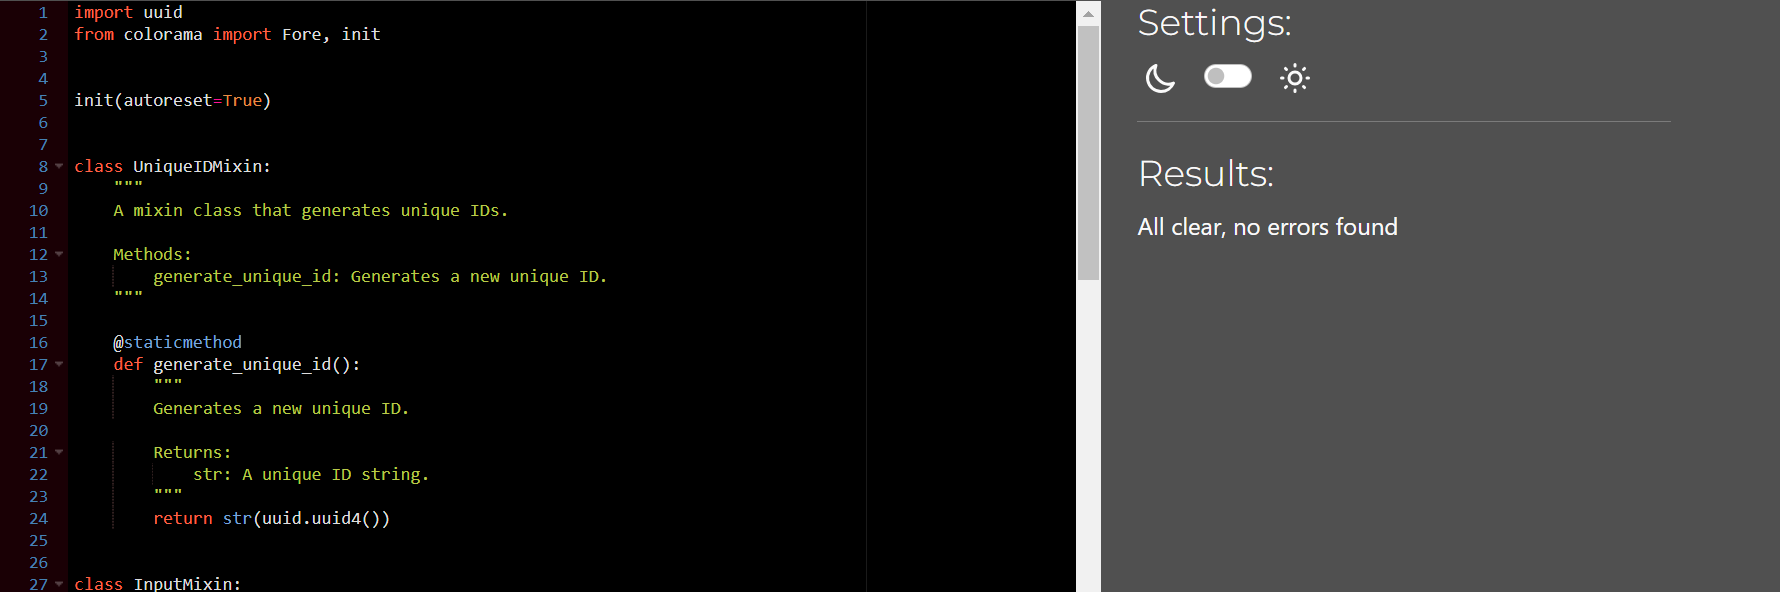 1 import uuid
2 from colorama import Fore, init
3
4
5 init(autoreset=True)
6
7
8 class UniqueIDMixin:
9     """
10     A mixin class that generates unique IDs.
11
12     Methods:
13         generate_unique_id: Generates a new unique ID.
14     """
15
16     @staticmethod
17     def generate_unique_id():
18         """
19         Generates a new unique ID.
20
21         Returns:
22             str: A unique ID string.
23         """
24         return str(uuid.uuid4())
25
26
27 class InputMixin:
Settings:
Results:
All clear, no errors found